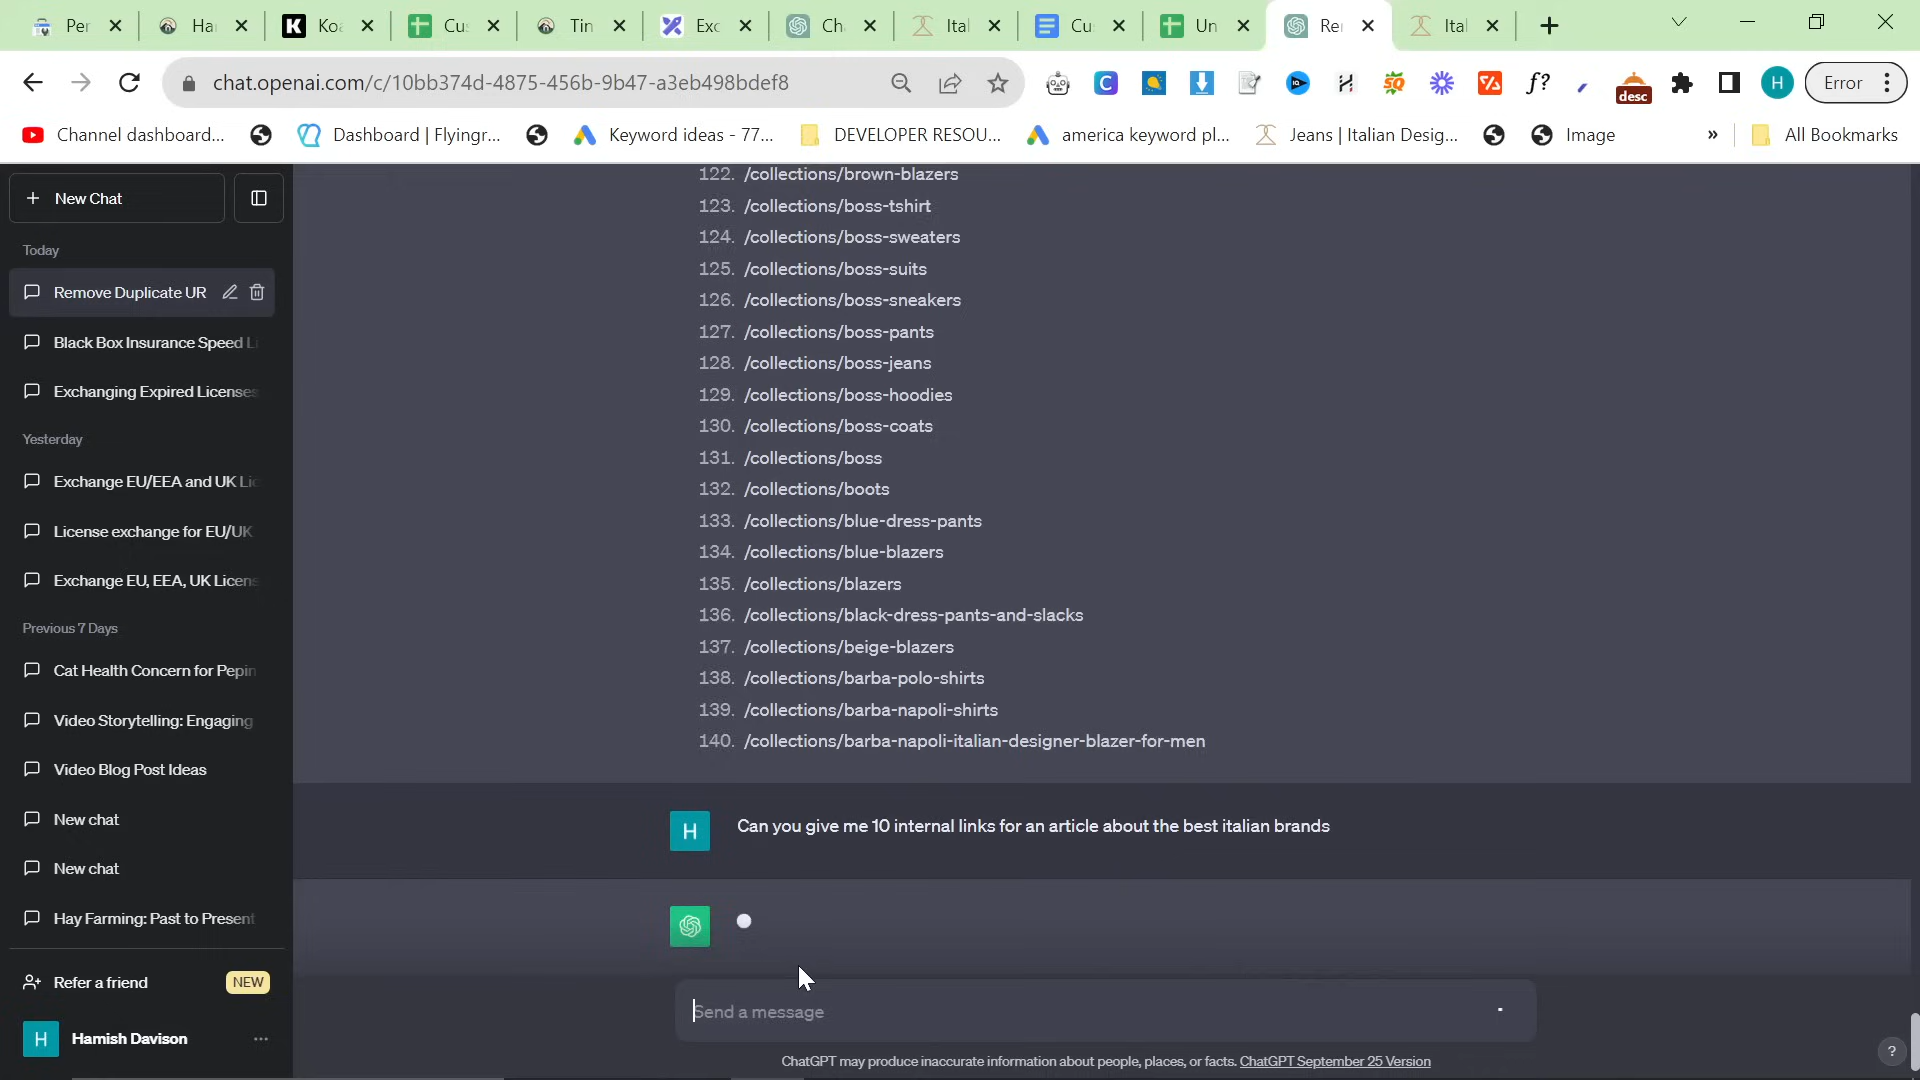 Per
Ha
Koa
Cu
Tin
Exc
Ch
Ital
Cu
Un
Re
Ital
chat.openai.com/c/10bb374d-4875-456b-9b47-a3eb498bdef8
desc
H
Error
Channel dashboard...
Dashboard | Flyingr...
Keyword ideas - 77...
DEVELOPER RESOU...
america keyword pl...
Jeans | Italian Desig...
Image
»
All Bookmarks
+ New Chat
Today
Remove Duplicate UR
Black Box Insurance Speed Li
Exchanging Expired Licenses
Yesterday
Exchange EU/EEA and UK Lic
License exchange for EU/UK
Exchange EU, EEA, UK Licens
Previous 7 Days
Cat Health Concern for Pepin
Video Storytelling: Engaging
Video Blog Post Ideas
New chat
New chat
Hay Farming: Past to Present
Refer a friend NEW
H Hamish Davison ...
122. /collections/brown-blazers
123. /collections/boss-tshirt
124. /collections/boss-sweaters
125. /collections/boss-suits
126. /collections/boss-sneakers
127. /collections/boss-pants
128. /collections/boss-jeans
129. /collections/boss-hoodies
130. /collections/boss-coats
131. /collections/boss
132. /collections/boots
133. /collections/blue-dress-pants
134. /collections/blue-blazers
135. /collections/blazers
136. /collections/black-dress-pants-and-slacks
137. /collections/beige-blazers
138. /collections/barba-polo-shirts
139. /collections/barba-napoli-shirts
140. /collections/barba-napoli-italian-designer-blazer-for-men
H Can you give me 10 internal links for an article about the best italian brands
Send a message
ChatGPT may produce inaccurate information about people, places, or facts. ChatGPT September 25 Version
?